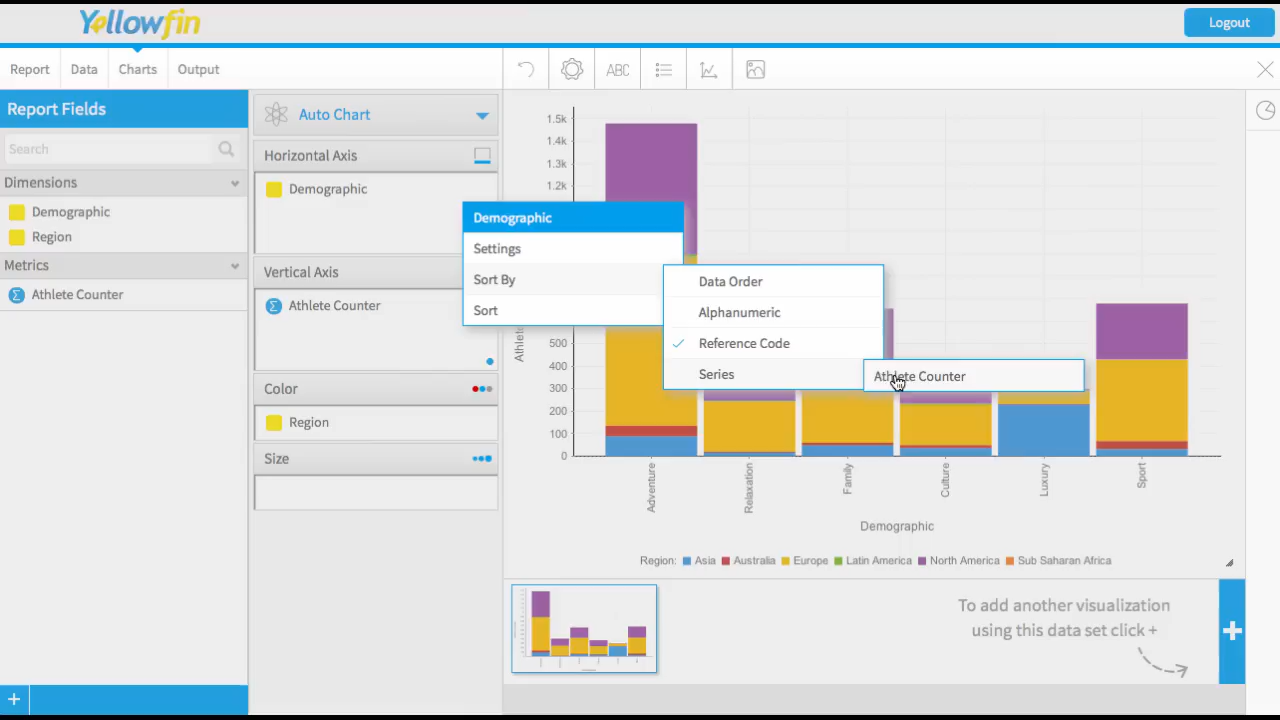 Yellowfin
Logout
Report
Data
Charts
Output
ABC
Report Fields
Search
Dimensions
Demographic
Region
Metrics
Athlete Counter
Auto Chart
Horizontal Axis
Demographic
Vertical Axis
Athlete Counter
Color
Region
Size
Demographic
Settings
Sort By
Sort
Data Order
Alphanumeric
Reference Code
Series
Athlete Counter
1.5k
1.4k
1.3k
1.2k
500
400
300
200
100
0
Athlete
Adventure
Relaxation
Family
Culture
Luxury
Sport
Demographic
Region: Asia Australia Europe Latin America North America Sub Saharan Africa
To add another visualization
using this data set click +